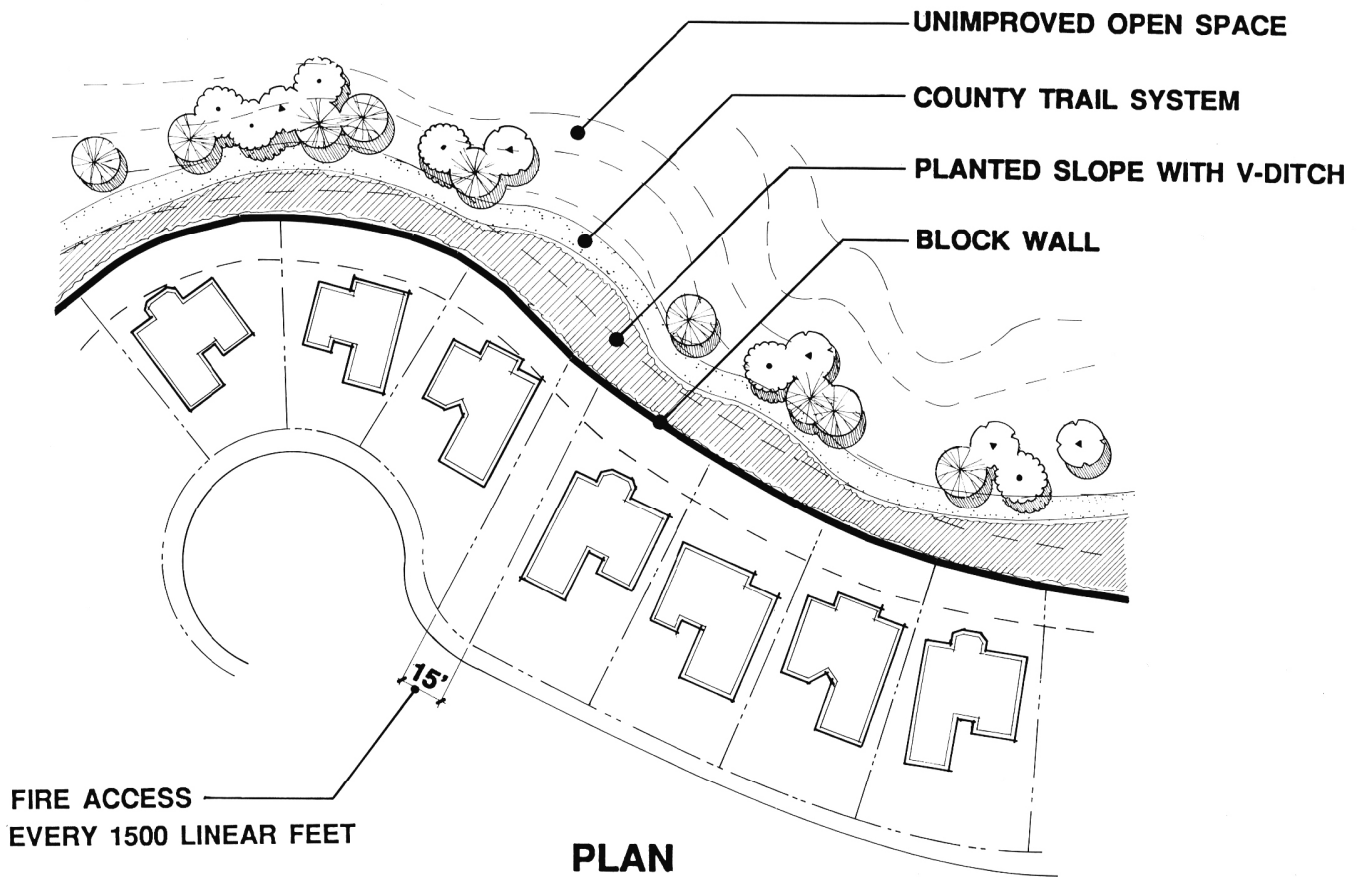 UNIMPROVED OPEN SPACE
COUNTY TRAIL SYSTEM
PLANTED SLOPE WITH V-DITCH
BLOCK WALL
15'
FIRE ACCESS
EVERY 1500 LINEAR FEET
PLAN